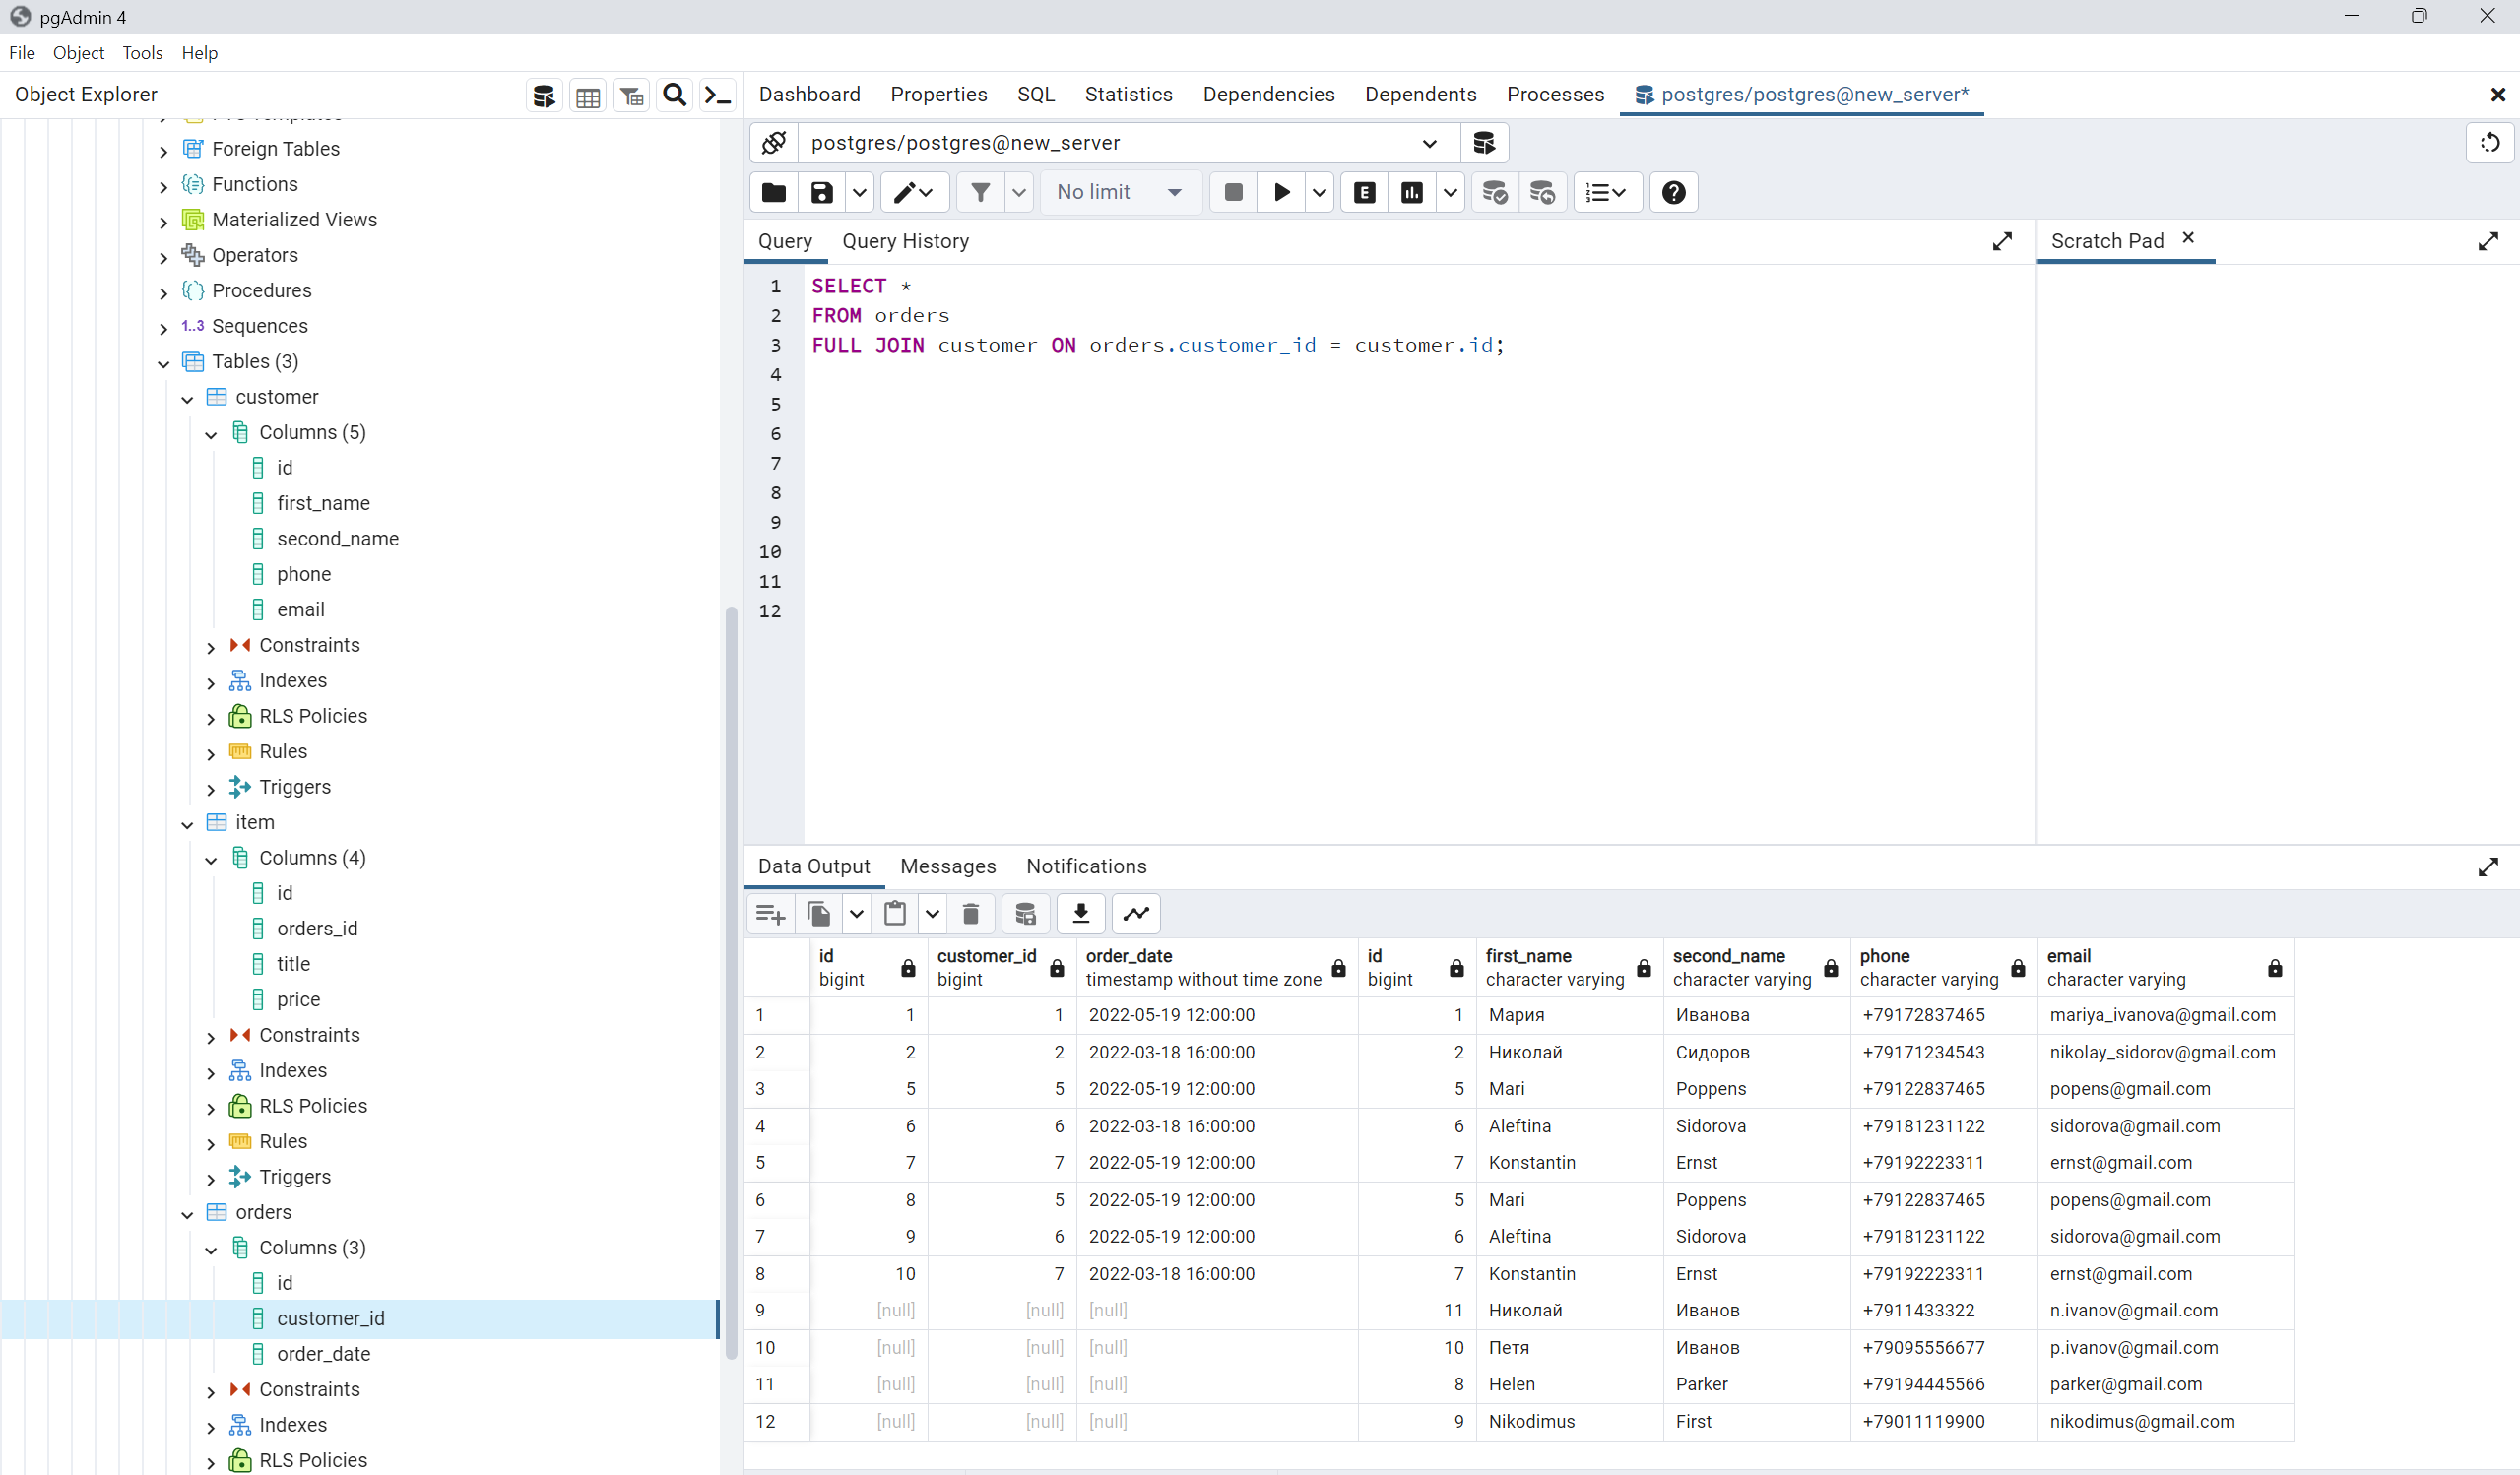 pgAdmin 4
File Object Tools Help
Object Explorer
Foreign Tables
Functions
Materialized Views
Operators
Procedures
1..3 Sequences
Tables (3)
customer
Columns (5)
id
first_name
second_name
phone
email
Constraints
Indexes
RLS Policies
Rules
Triggers
item
Columns (4)
id
orders_id
title
price
Constraints
Indexes
RLS Policies
Rules
Triggers
orders
Columns (3)
id
customer_id
order_date
Constraints
Indexes
RLS Policies
Dashboard Properties SQL Statistics Dependencies Dependents Processes postgres/postgres@new_server*
postgres/postgres@new_server
No limit E
Query Query History
Scratch Pad
1 SELECT *
2 FROM orders
3 FULL JOIN customer ON orders.customer_id = customer.id;
4
5
6
7
8
9
10
11
12
Data Output Messages Notifications
id customer_id order_date id first_name second_name phone email
bigint bigint timestamp without time zone bigint character varying character varying character varying character varying
1 1 1 2022-05-19 12:00:00 1 Мария Иванова +79172837465 mariya_ivanova@gmail.com
2 2 2 2022-03-18 16:00:00 2 Николай Сидоров +79171234543 nikolay_sidorov@gmail.com
3 5 5 2022-05-19 12:00:00 5 Mari Poppens +79122837465 popens@gmail.com
4 6 6 2022-03-18 16:00:00 6 Aleftina Sidorova +79181231122 sidorova@gmail.com
5 7 7 2022-05-19 12:00:00 7 Konstantin Ernst +79192223311 ernst@gmail.com
6 8 5 2022-05-19 12:00:00 5 Mari Poppens +79122837465 popens@gmail.com
7 9 6 2022-05-19 12:00:00 6 Aleftina Sidorova +79181231122 sidorova@gmail.com
8 10 7 2022-03-18 16:00:00 7 Konstantin Ernst +79192223311 ernst@gmail.com
9 [null] [null] [null] 11 Николай Иванов +7911433322 n.ivanov@gmail.com
10 [null] [null] [null] 10 Петя Иванов +79095556677 p.ivanov@gmail.com
11 [null] [null] [null] 8 Helen Parker +79194445566 parker@gmail.com
12 [null] [null] [null] 9 Nikodimus First +79011119900 nikodimus@gmail.com